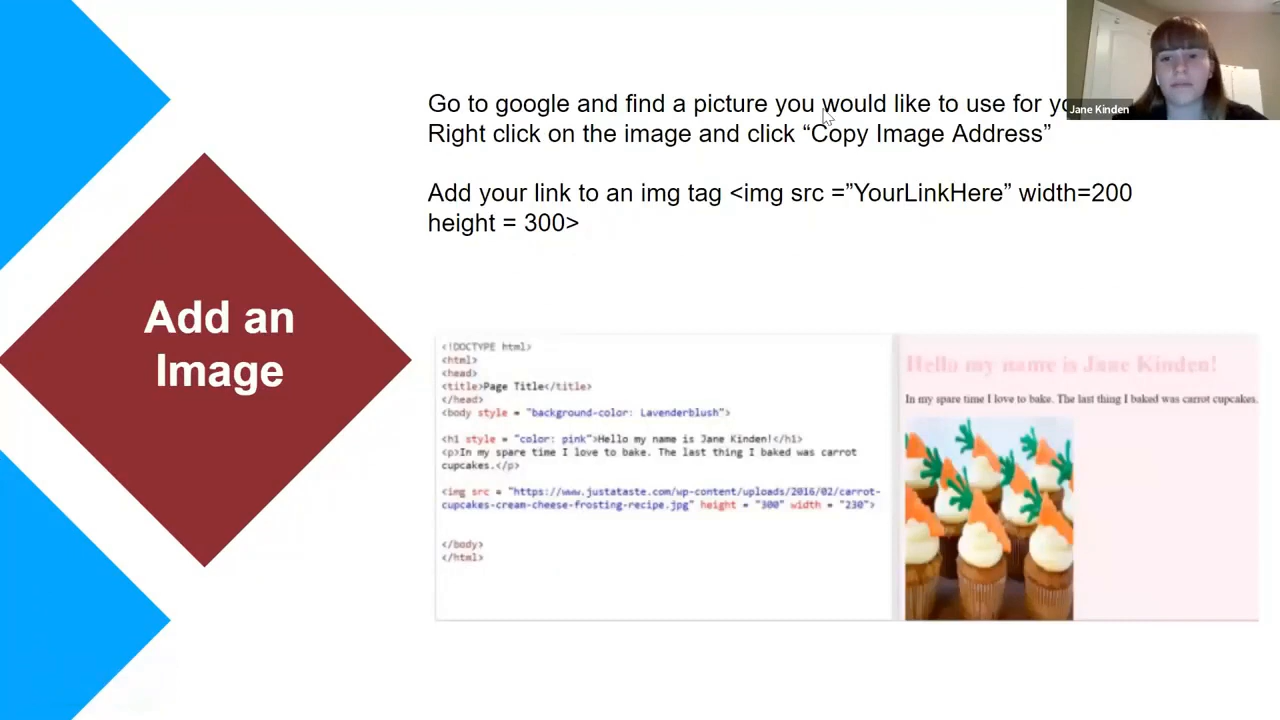 Go to google and find a picture you would like to use for
Right click on the image and click “Copy Image Address”
Add your link to an img tag <img src =”YourLinkHere” width=200
height = 300>
Jane Kinden
Add an
Image
<!DOCTYPE html>
<html>
<head>
<title>Page Title</title>
</head>
<body style = "background-color: Lavenderblush">
<h1 style = "color: pink">Hello my name is Jane Kinden!</h1>
<p>In my spare time I love to bake. The last thing I baked was carrot
cupcakes.</p>
<img src = "https://www.justataste.com/wp-content/uploads/2016/02/carrot-
cupcakes-cream-cheese-frosting-recipe.jpg" height = "300" width = "230">
</body>
</html>
Hello my name is Jane Kinden!
In my spare time I love to bake. The last thing I baked was carrot cupcakes.